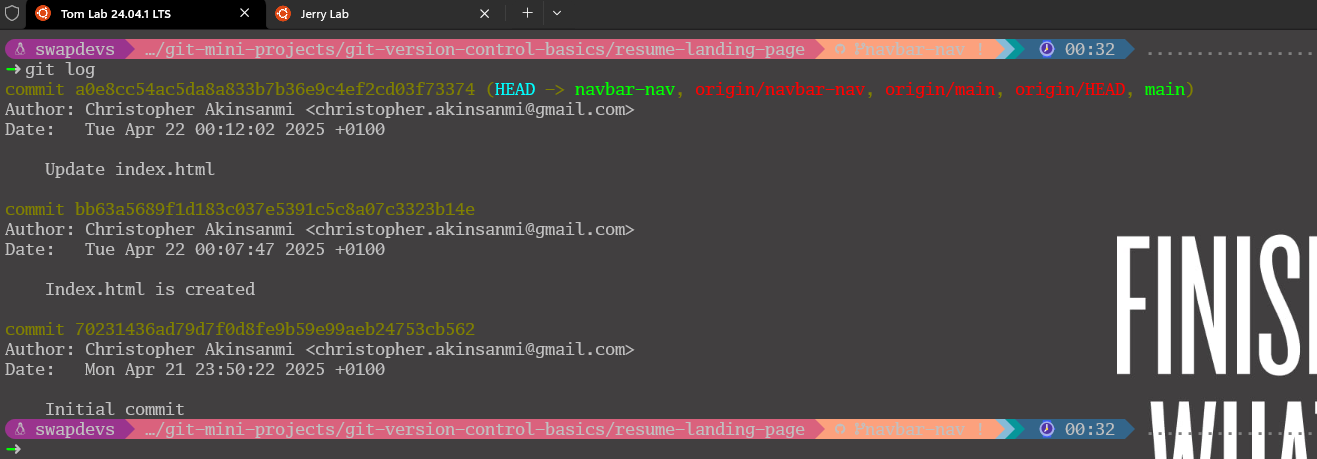 Tom Lab 24.04.1 LTS
Jerry Lab
swapdevs …/git-mini-projects/git-version-control-basics/resume-landing-page navbar-nav ! 00:32
→git log
commit a0e8cc54ac5da8a833b7b36e9c4ef2cd03f73374 (HEAD -> navbar-nav, origin/navbar-nav, origin/main, origin/HEAD, main)
Author: Christopher Akinsanmi <christopher.akinsanmi@gmail.com>
Date:   Tue Apr 22 00:12:02 2025 +0100
Update index.html
commit bb63a5689f1d183c037e5391c5c8a07c3323b14e
Author: Christopher Akinsanmi <christopher.akinsanmi@gmail.com>
Date:   Tue Apr 22 00:07:47 2025 +0100
Index.html is created
commit 70231436ad79d7f0d8fe9b59e99aeb24753cb562
Author: Christopher Akinsanmi <christopher.akinsanmi@gmail.com>
Date:   Mon Apr 21 23:50:22 2025 +0100
Initial commit
swapdevs …/git-mini-projects/git-version-control-basics/resume-landing-page navbar-nav ! 00:32
→
FINIS
WHA